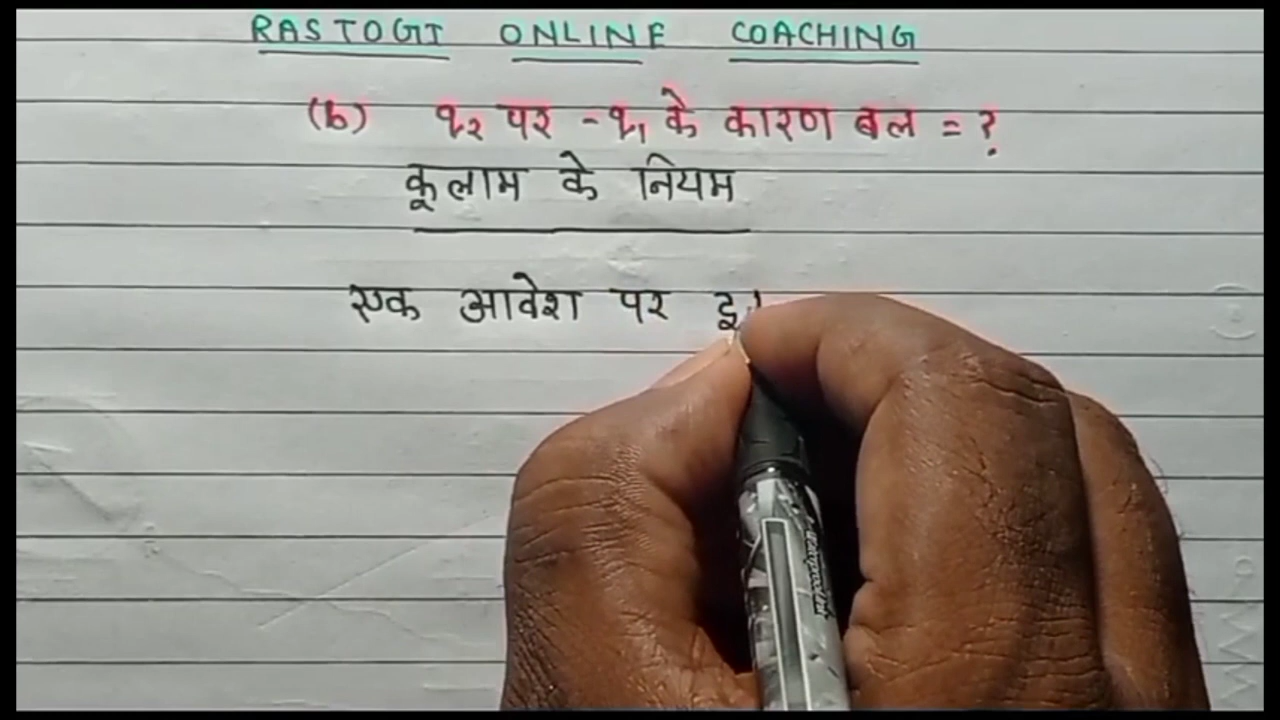 RASTOGI ONLINE COACHING
(b) q₂ पर -q₁ के कारण बल = ?
कूलाम के नियम
एक आवेश पर